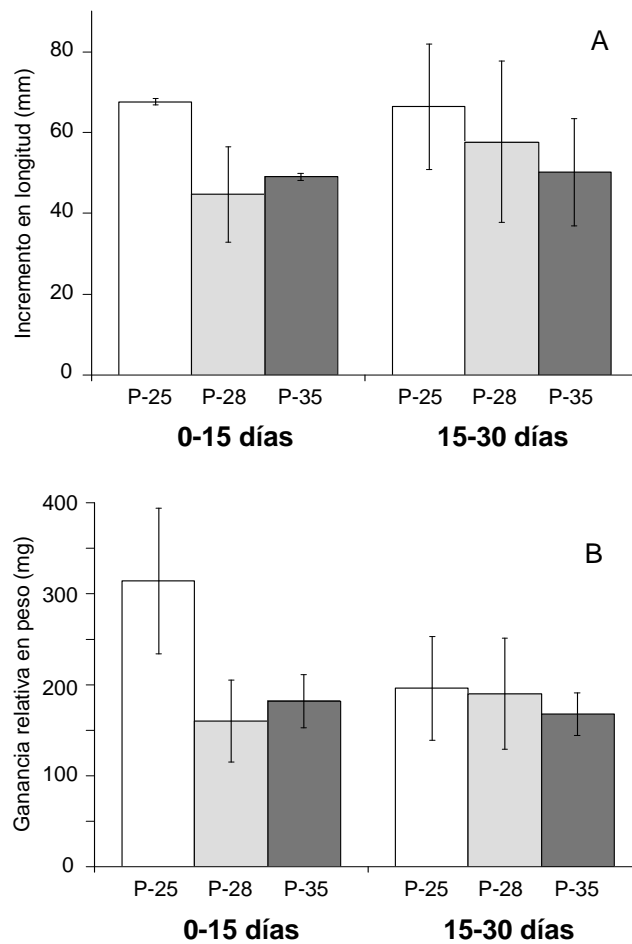 A
Incremento en longitud (mm)
80
60
40
20
0
P-25 P-28 P-35 P-25 P-28 P-35
0-15 días 15-30 días
B
Ganancia relativa en peso (mg)
400
300
200
100
0
P-25 P-28 P-35 P-25 P-28 P-35
0-15 días 15-30 días